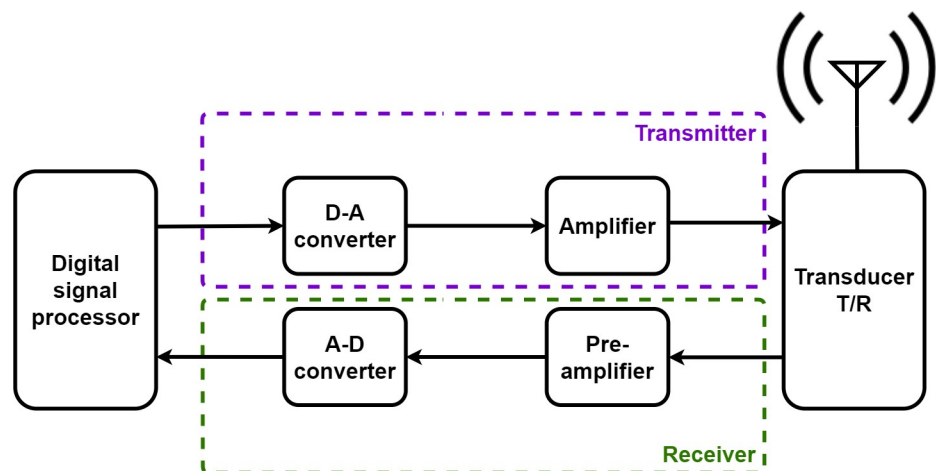 Transmitter
Digital
signal
processor
D-A
converter
Amplifier
Transducer
T/R
A-D
converter
Pre-
amplifier
Receiver